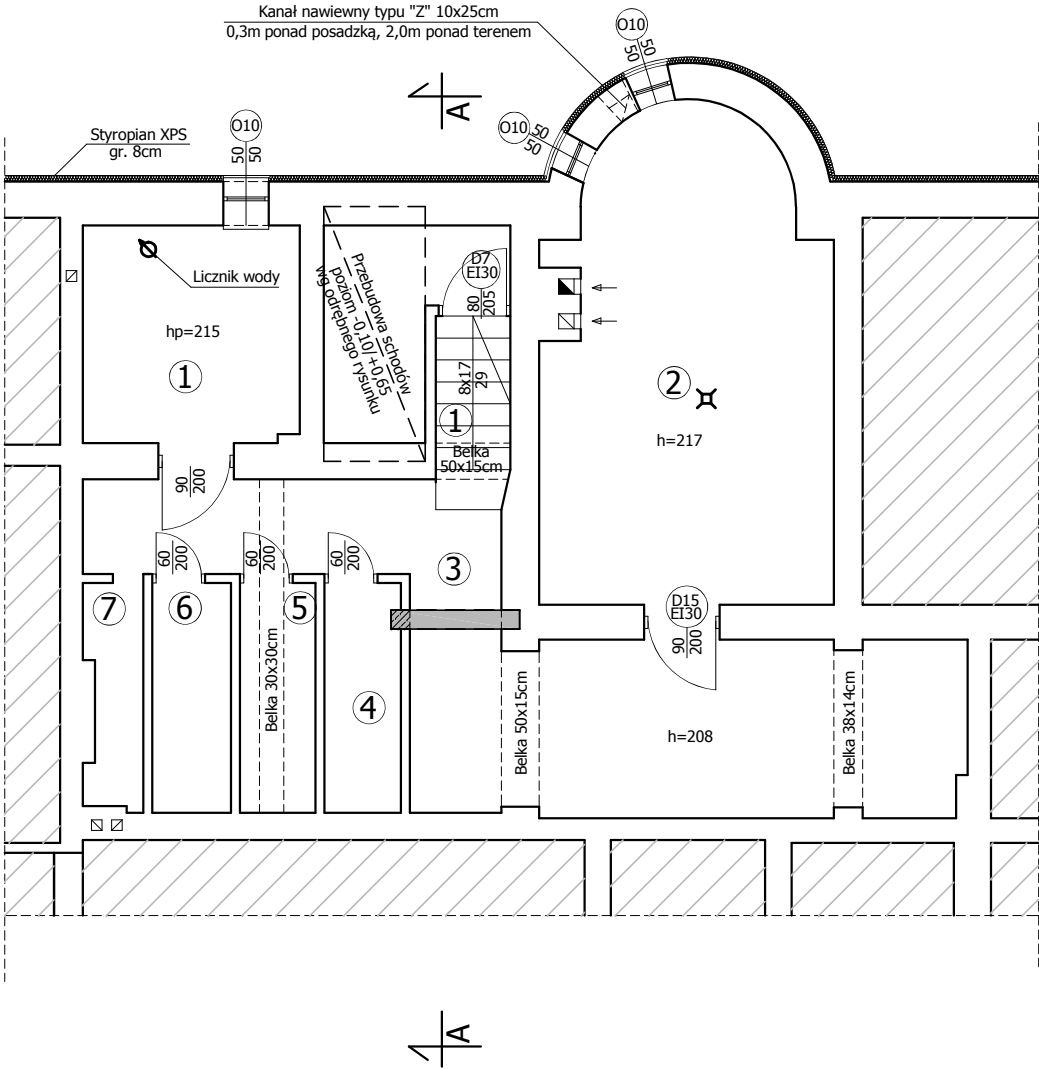 Kanał nawiewny typu "Z" 10x25cm
0,3m ponad posadzką, 2,0m ponad terenem
O10
50
50
A
O10
50
50
O10
50
50
Styropian XPS
gr. 8cm
Licznik wody
hp=215
1
Przebudowa schodów
poziom -0,10/+0,65
wg odrębnego rysunku
D7
EI30
80
205
8x17
29
1
Belka
50x15cm
2
h=217
90
200
60
200
60
200
60
200
3
7
6
5
4
Belka 30x30cm
D15
EI30
90
200
Belka 50x15cm
h=208
Belka 38x14cm
A